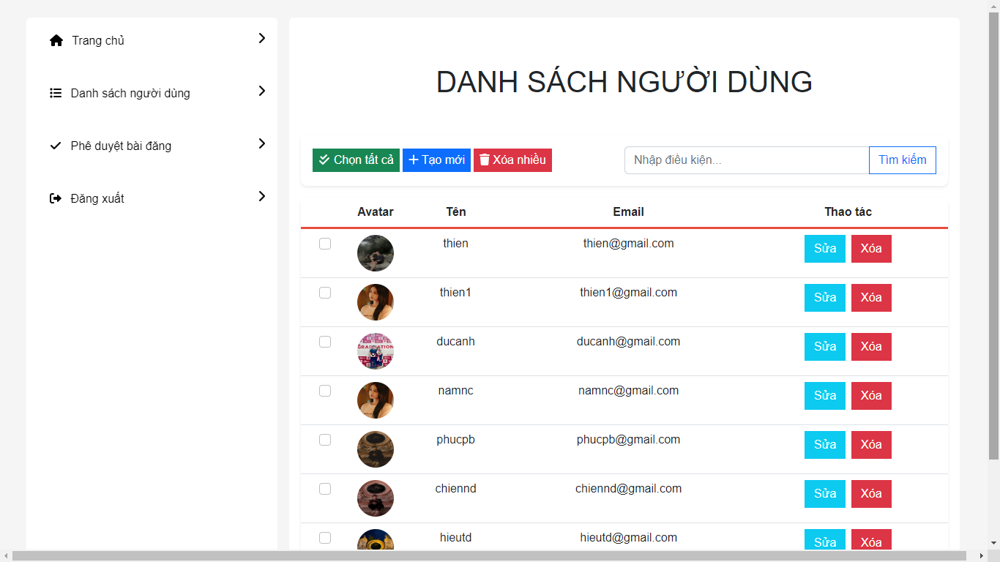 Trang chủ
Danh sách người dùng
Phê duyệt bài đăng
Đăng xuất
DANH SÁCH NGƯỜI DÙNG
Chọn tất cả Tạo mới Xóa nhiều Nhập điều kiện... Tìm kiếm
Avatar Tên Email Thao tác
thien thien@gmail.com Sửa Xóa
thien1 thien1@gmail.com Sửa Xóa
GRADUATION
ducanh ducanh@gmail.com Sửa Xóa
namnc namnc@gmail.com Sửa Xóa
phucpb phucpb@gmail.com Sửa Xóa
chiennd chiennd@gmail.com Sửa Xóa
hieutd hieutd@gmail.com Sửa Xóa